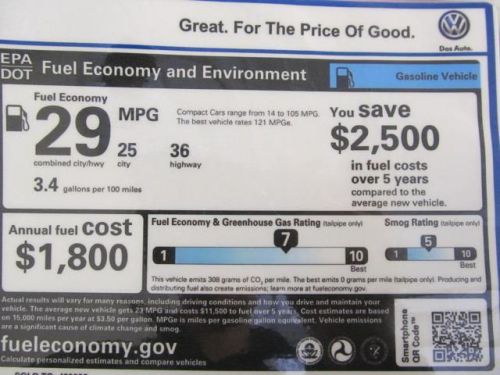 Great. For The Price Of Good.
Das Auto.
EPA
DOT
Fuel Economy and Environment
Gasoline Vehicle
Fuel Economy
29 MPG
combined city/hwy
25
city
36
highway
3.4 gallons per 100 miles
Compact Cars range from 14 to 105 MPG.
The best vehicle rates 121 MPGe.
You save
$2,500
in fuel costs
over 5 years
compared to the
average new vehicle.
Annual fuel cost
$1,800
Fuel Economy & Greenhouse Gas Rating (tailpipe only)
7
1
10
Best
Smog Rating (tailpipe only)
5
1
10
Best
This vehicle emits 308 grams of CO2 per mile. The best emits 0 grams per mile (tailpipe only). Producing and
distributing fuel also create emissions; learn more at fueleconomy.gov.
Actual results will vary for many reasons, including driving conditions and how you drive and maintain your
vehicle. The average new vehicle gets 23 MPG and costs $11,500 to fuel over 5 years. Cost estimates are based
on 15,000 miles per year at $3.50 per gallon. MPGe is miles per gasoline gallon equivalent. Vehicle emissions
are a significant cause of climate change and smog.
fueleconomy.gov
Calculate personalized estimates and compare vehicles
Smartphone
QR Code™
SOLD TO